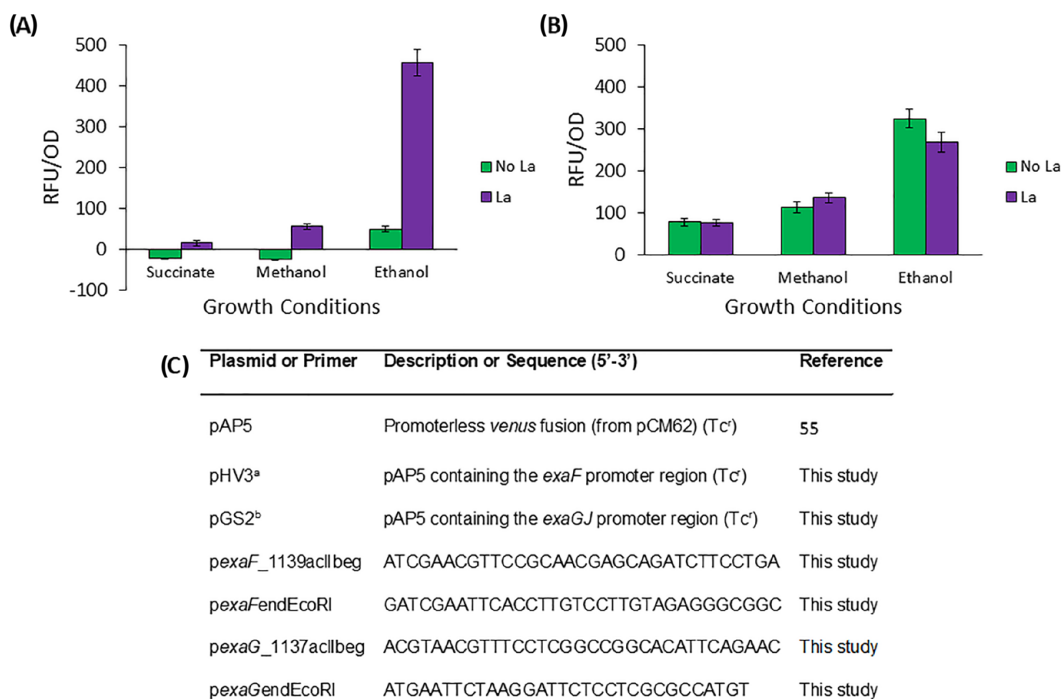 (A)
500
400
300
200
100
0
-100
RFU/OD
Succinate Methanol Ethanol
Growth Conditions
No La
La
(B)
500
400
300
200
100
0
RFU/OD
Succinate Methanol Ethanol
Growth Conditions
No La
La
(C)
Plasmid or Primer Description or Sequence (5'-3') Reference
pAP5 Promoterless venus fusion (from pCM62) (Tcʳ) 55
pHV3ᵃ pAP5 containing the exaF promoter region (Tcʳ) This study
pGS2ᵇ pAP5 containing the exaGJ promoter region (Tcʳ) This study
pexaF_1139aclIbeg ATCGAACGTTCCGCAACGAGCAGATCTTCCTGA This study
pexaFendEcoRI GATCGAATTCACCTTGTCCTTGTAGAGGGCGGC This study
pexaG_1137aclIbeg ACGTAACGTTTCCTCGGCCGGCACATTCAGAAC This study
pexaGendEcoRI ATGAATTCTAAGGATTCTCCTCGCGCCATGT This study